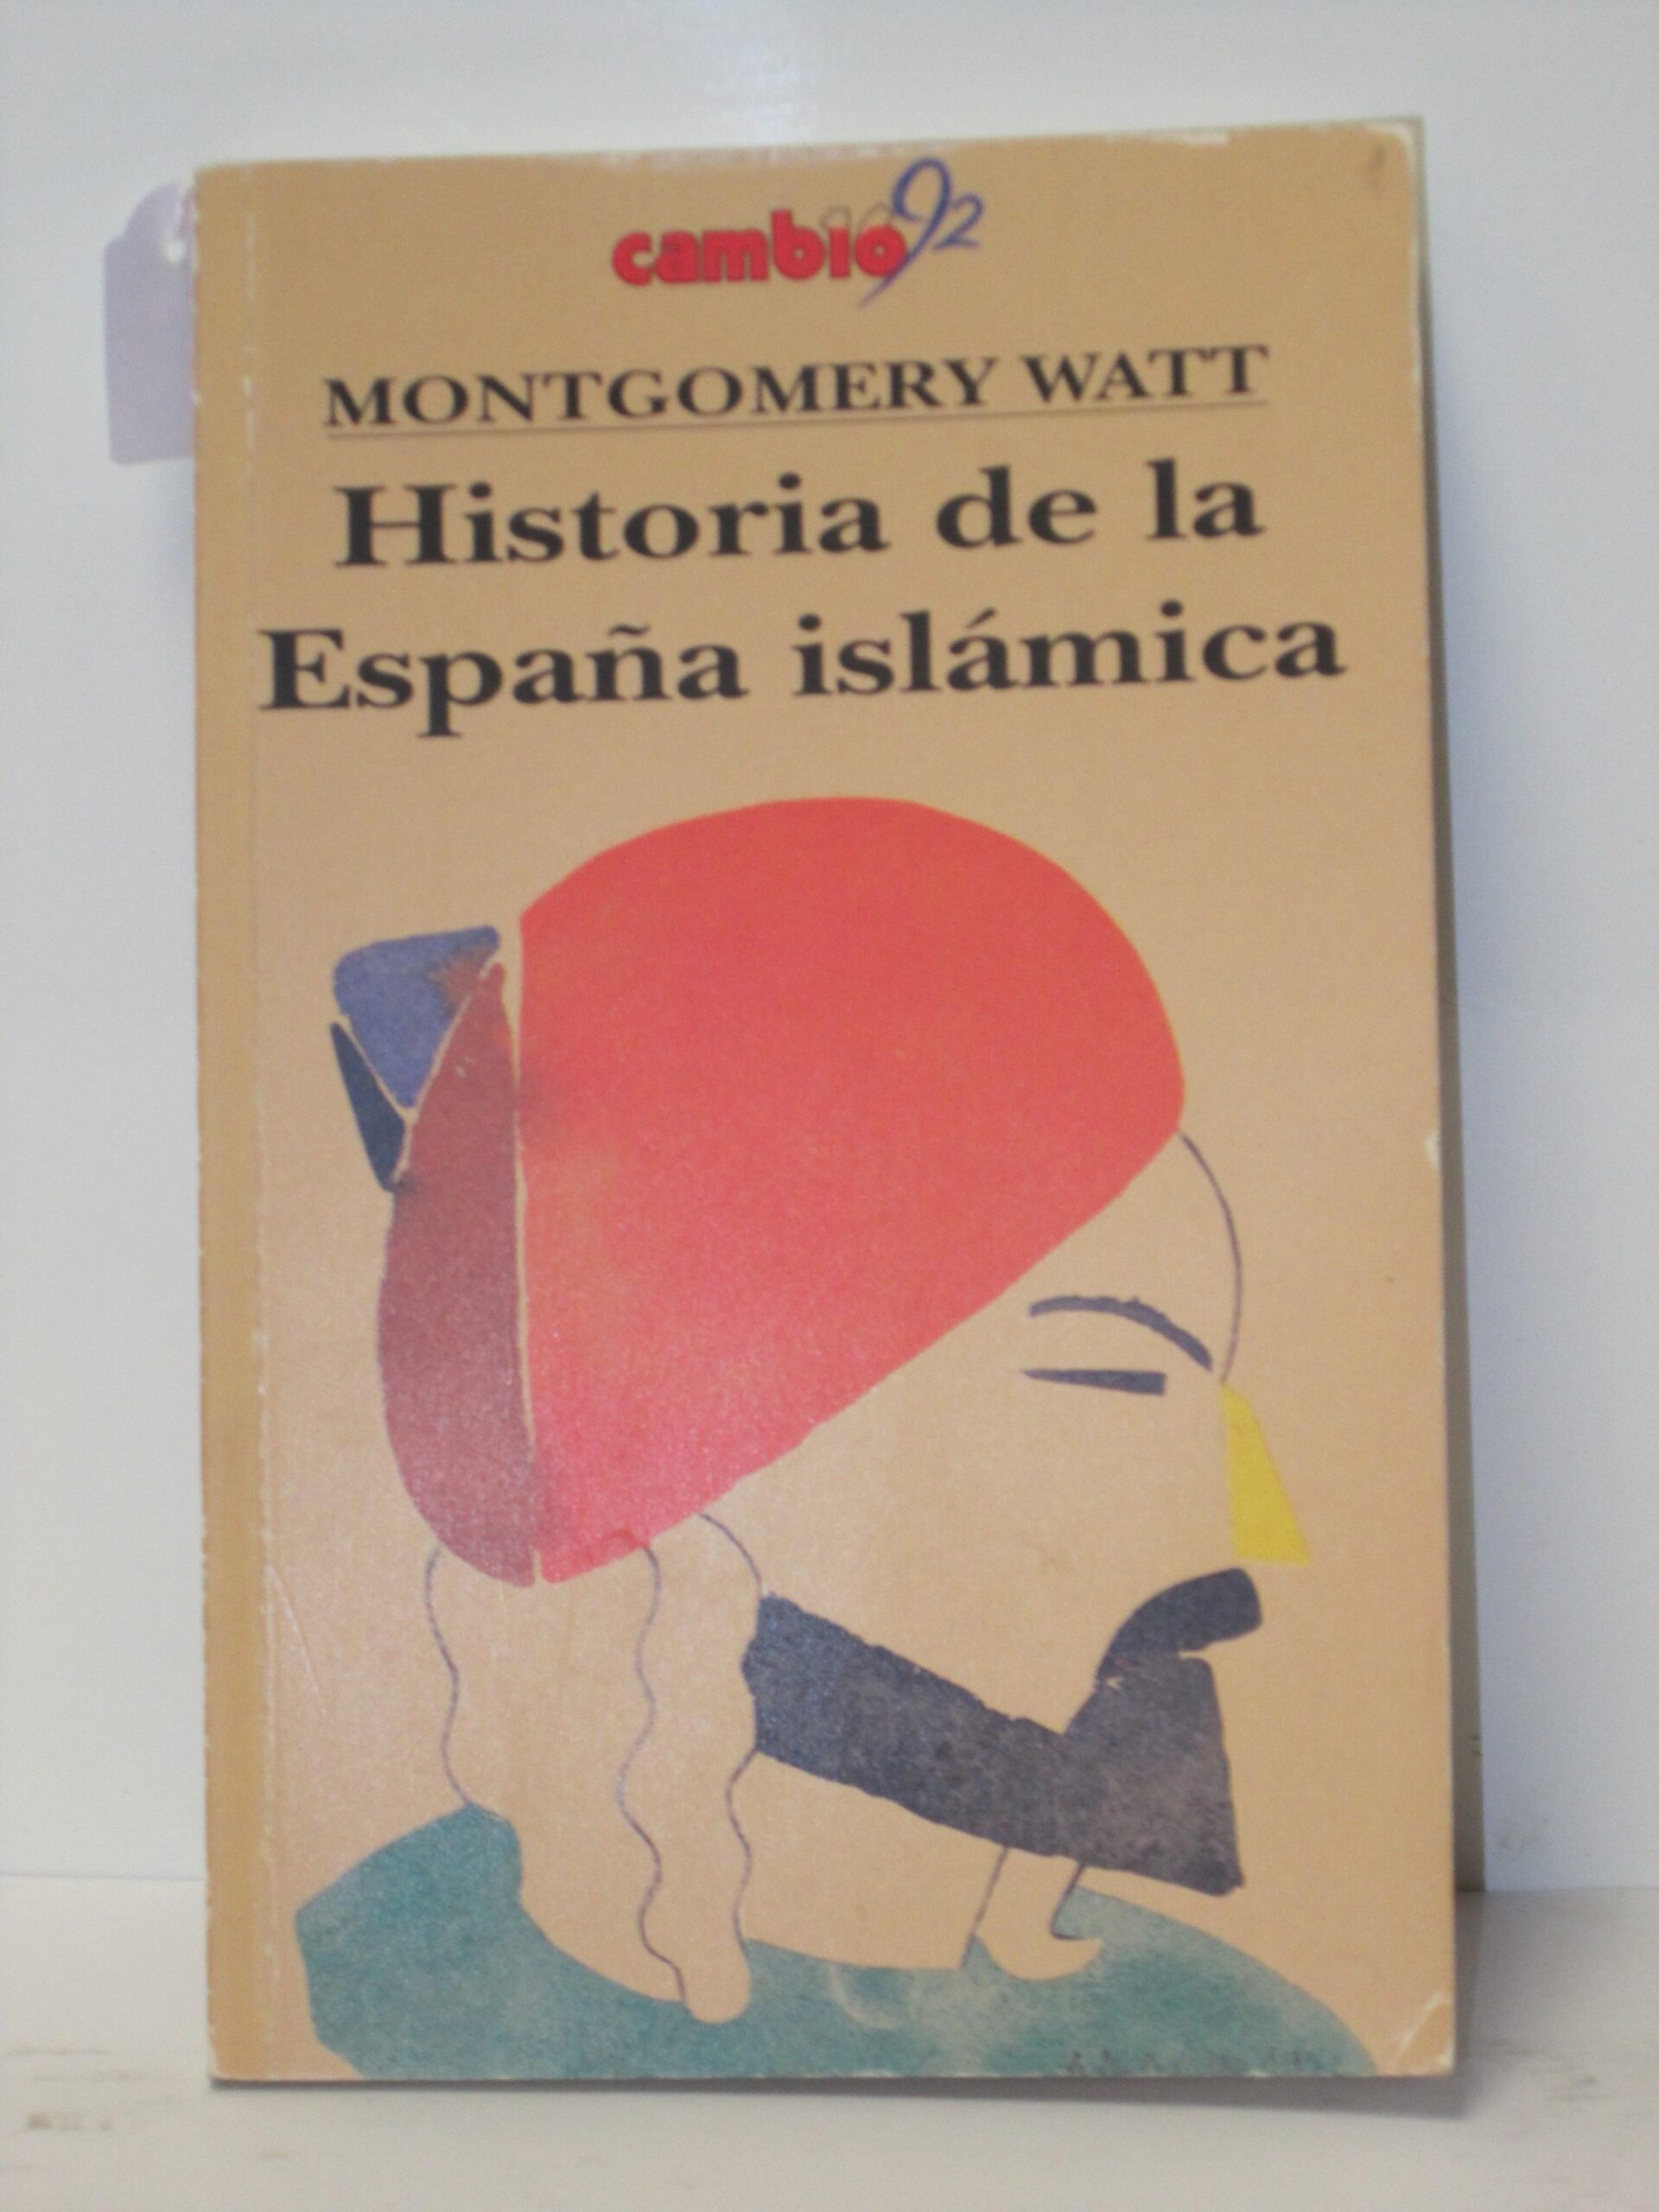 cambio92
MONTGOMERY WATT
Historia de la
España islámica